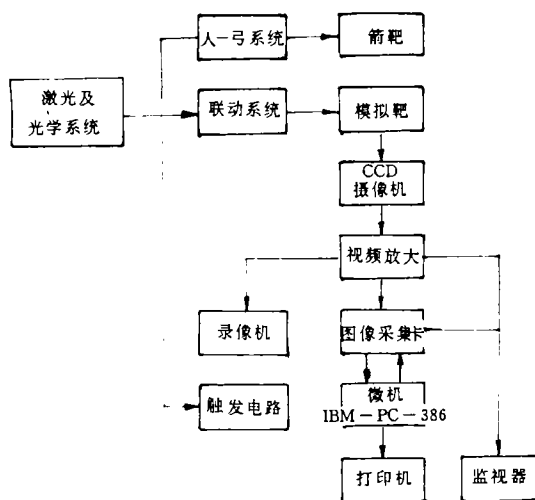 人－弓系统
箭靶
激光及
光学系统
联动系统
模拟靶
CCD
摄像机
视频放大
录像机
图像采集卡
触发电路
微机
IBM－PC－386
打印机
监视器